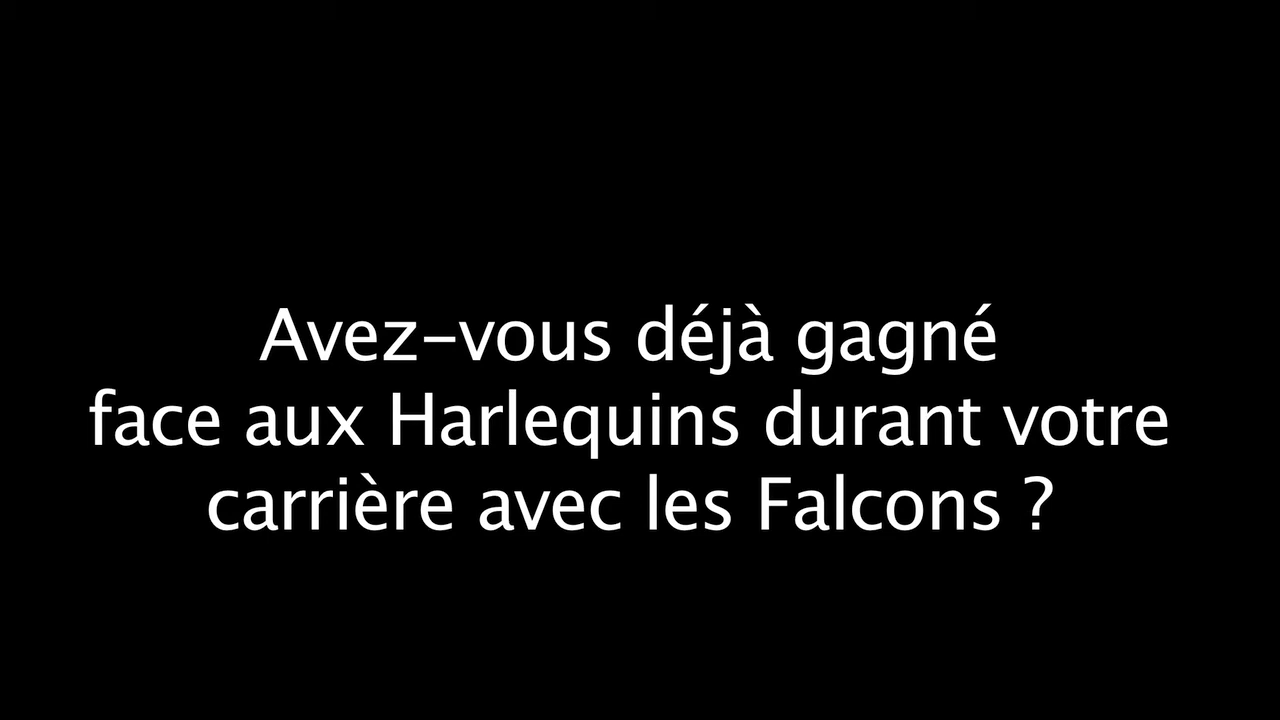 Avez-vous déjà gagné
face aux Harlequins durant votre
carrière avec les Falcons ?